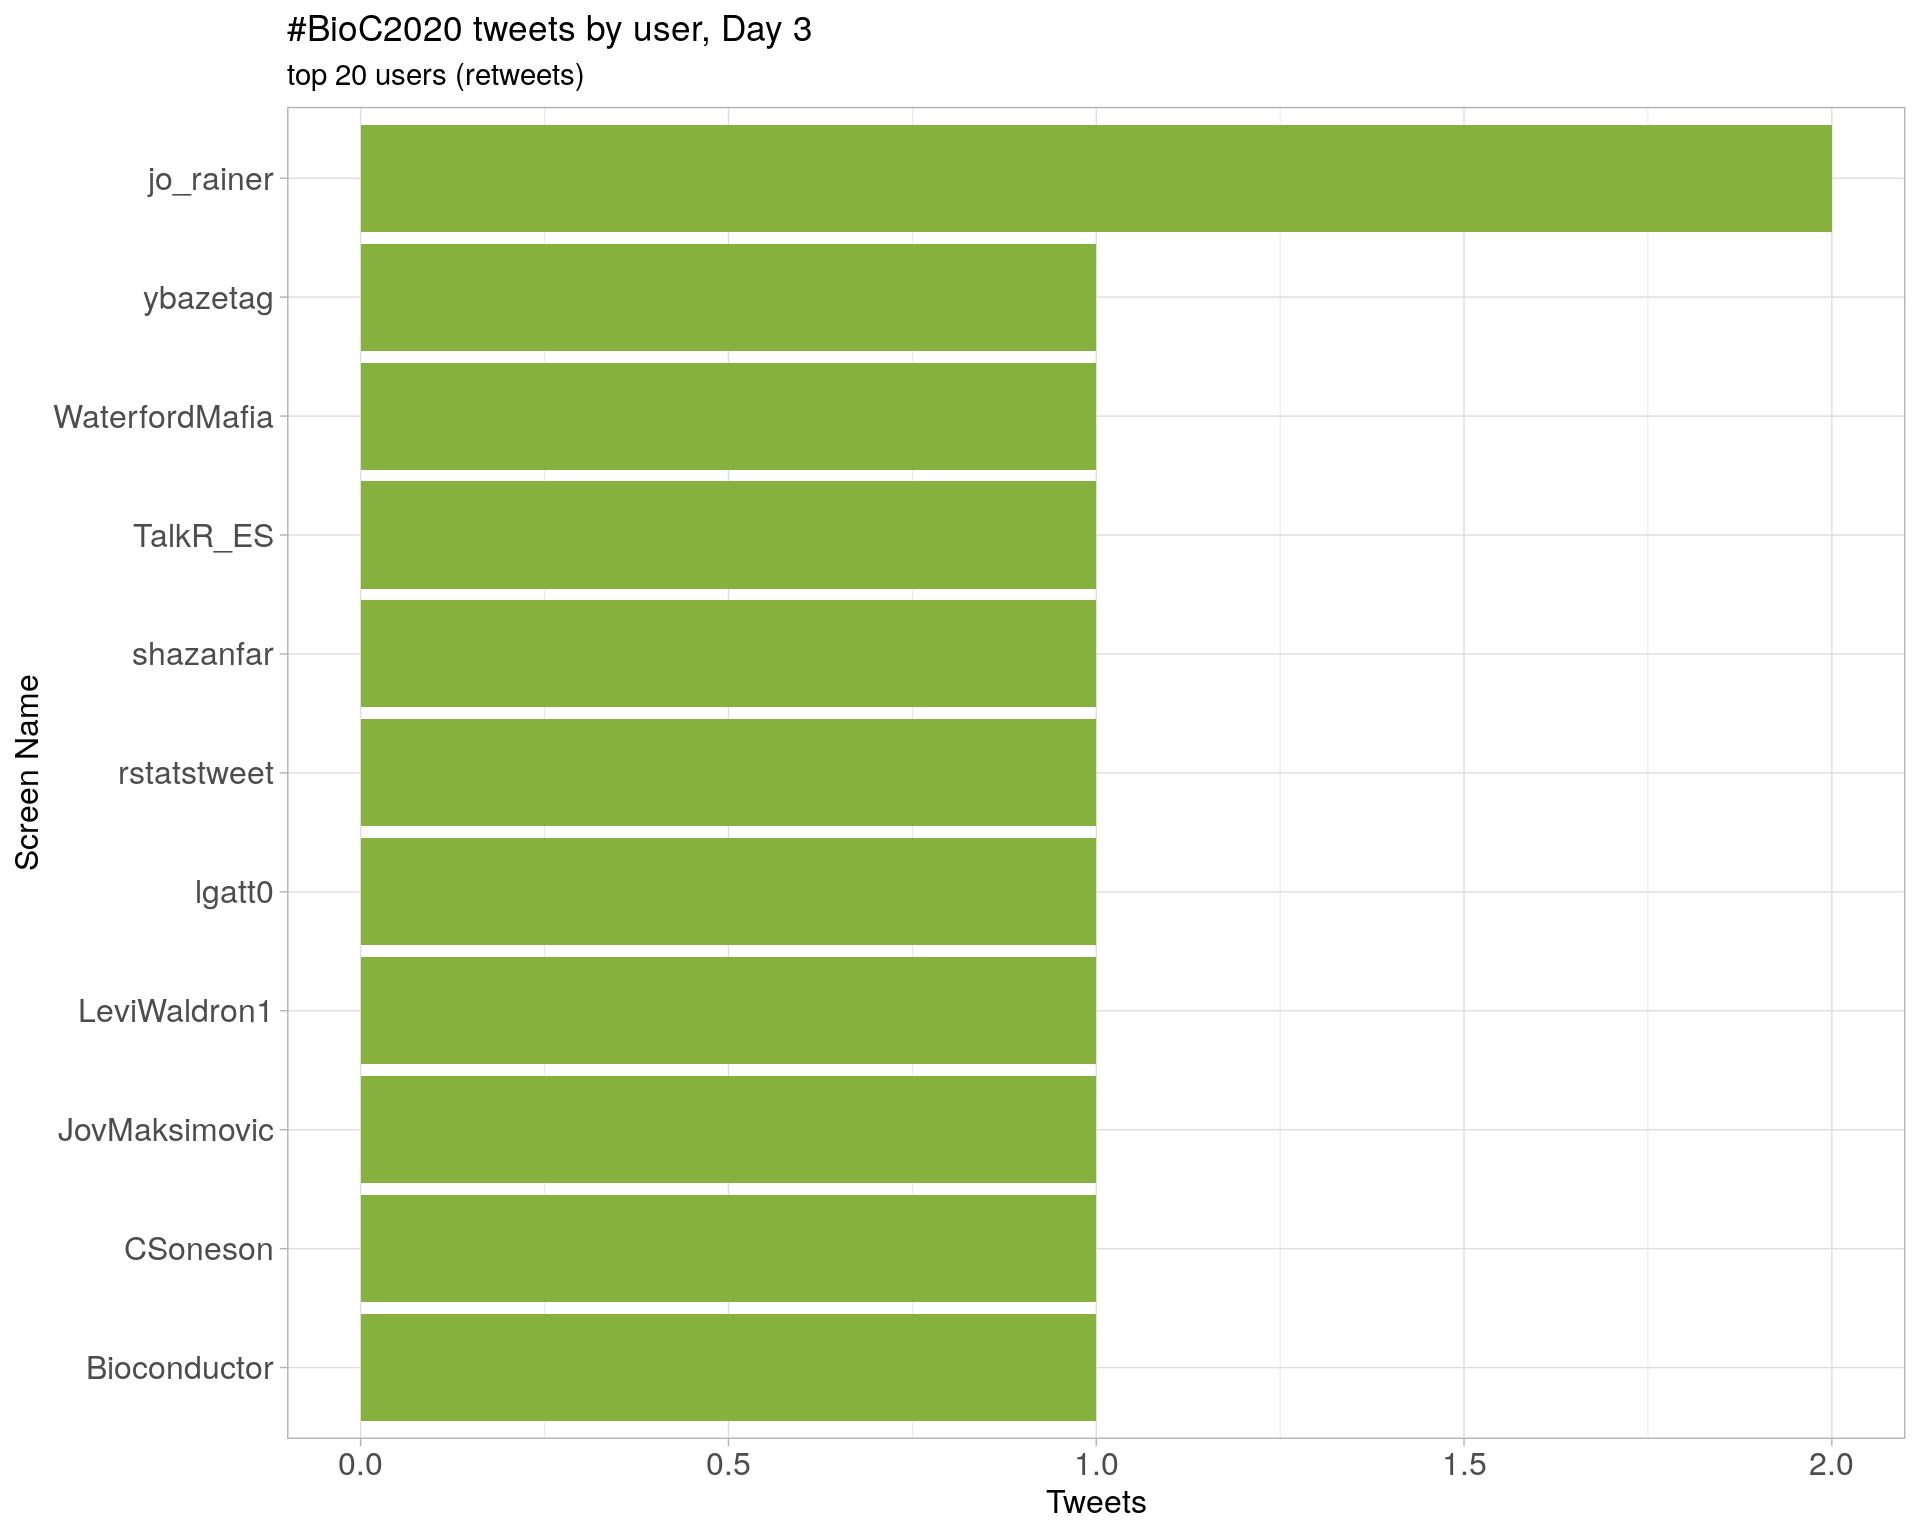 #BioC2020 tweets by user, Day 3
top 20 users (retweets)
jo_rainer
ybazetag
WaterfordMafia
TalkR_ES
shazanfar
rstatstweet
lgatt0
LeviWaldron1
JovMaksimovic
CSoneson
Bioconductor
Screen Name
0.0 0.5 1.0 1.5 2.0
Tweets